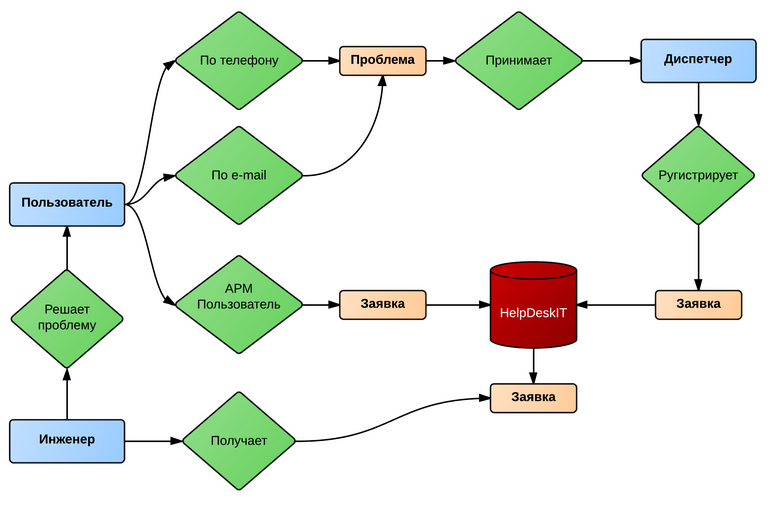 По телефону
Проблема
Принимает
Диспетчер
По e-mail
Ругистрирует
Пользователь
АРМ
Пользователь
Заявка
HelpDeskIT
Заявка
Решает
проблему
Заявка
Инженер
Получает